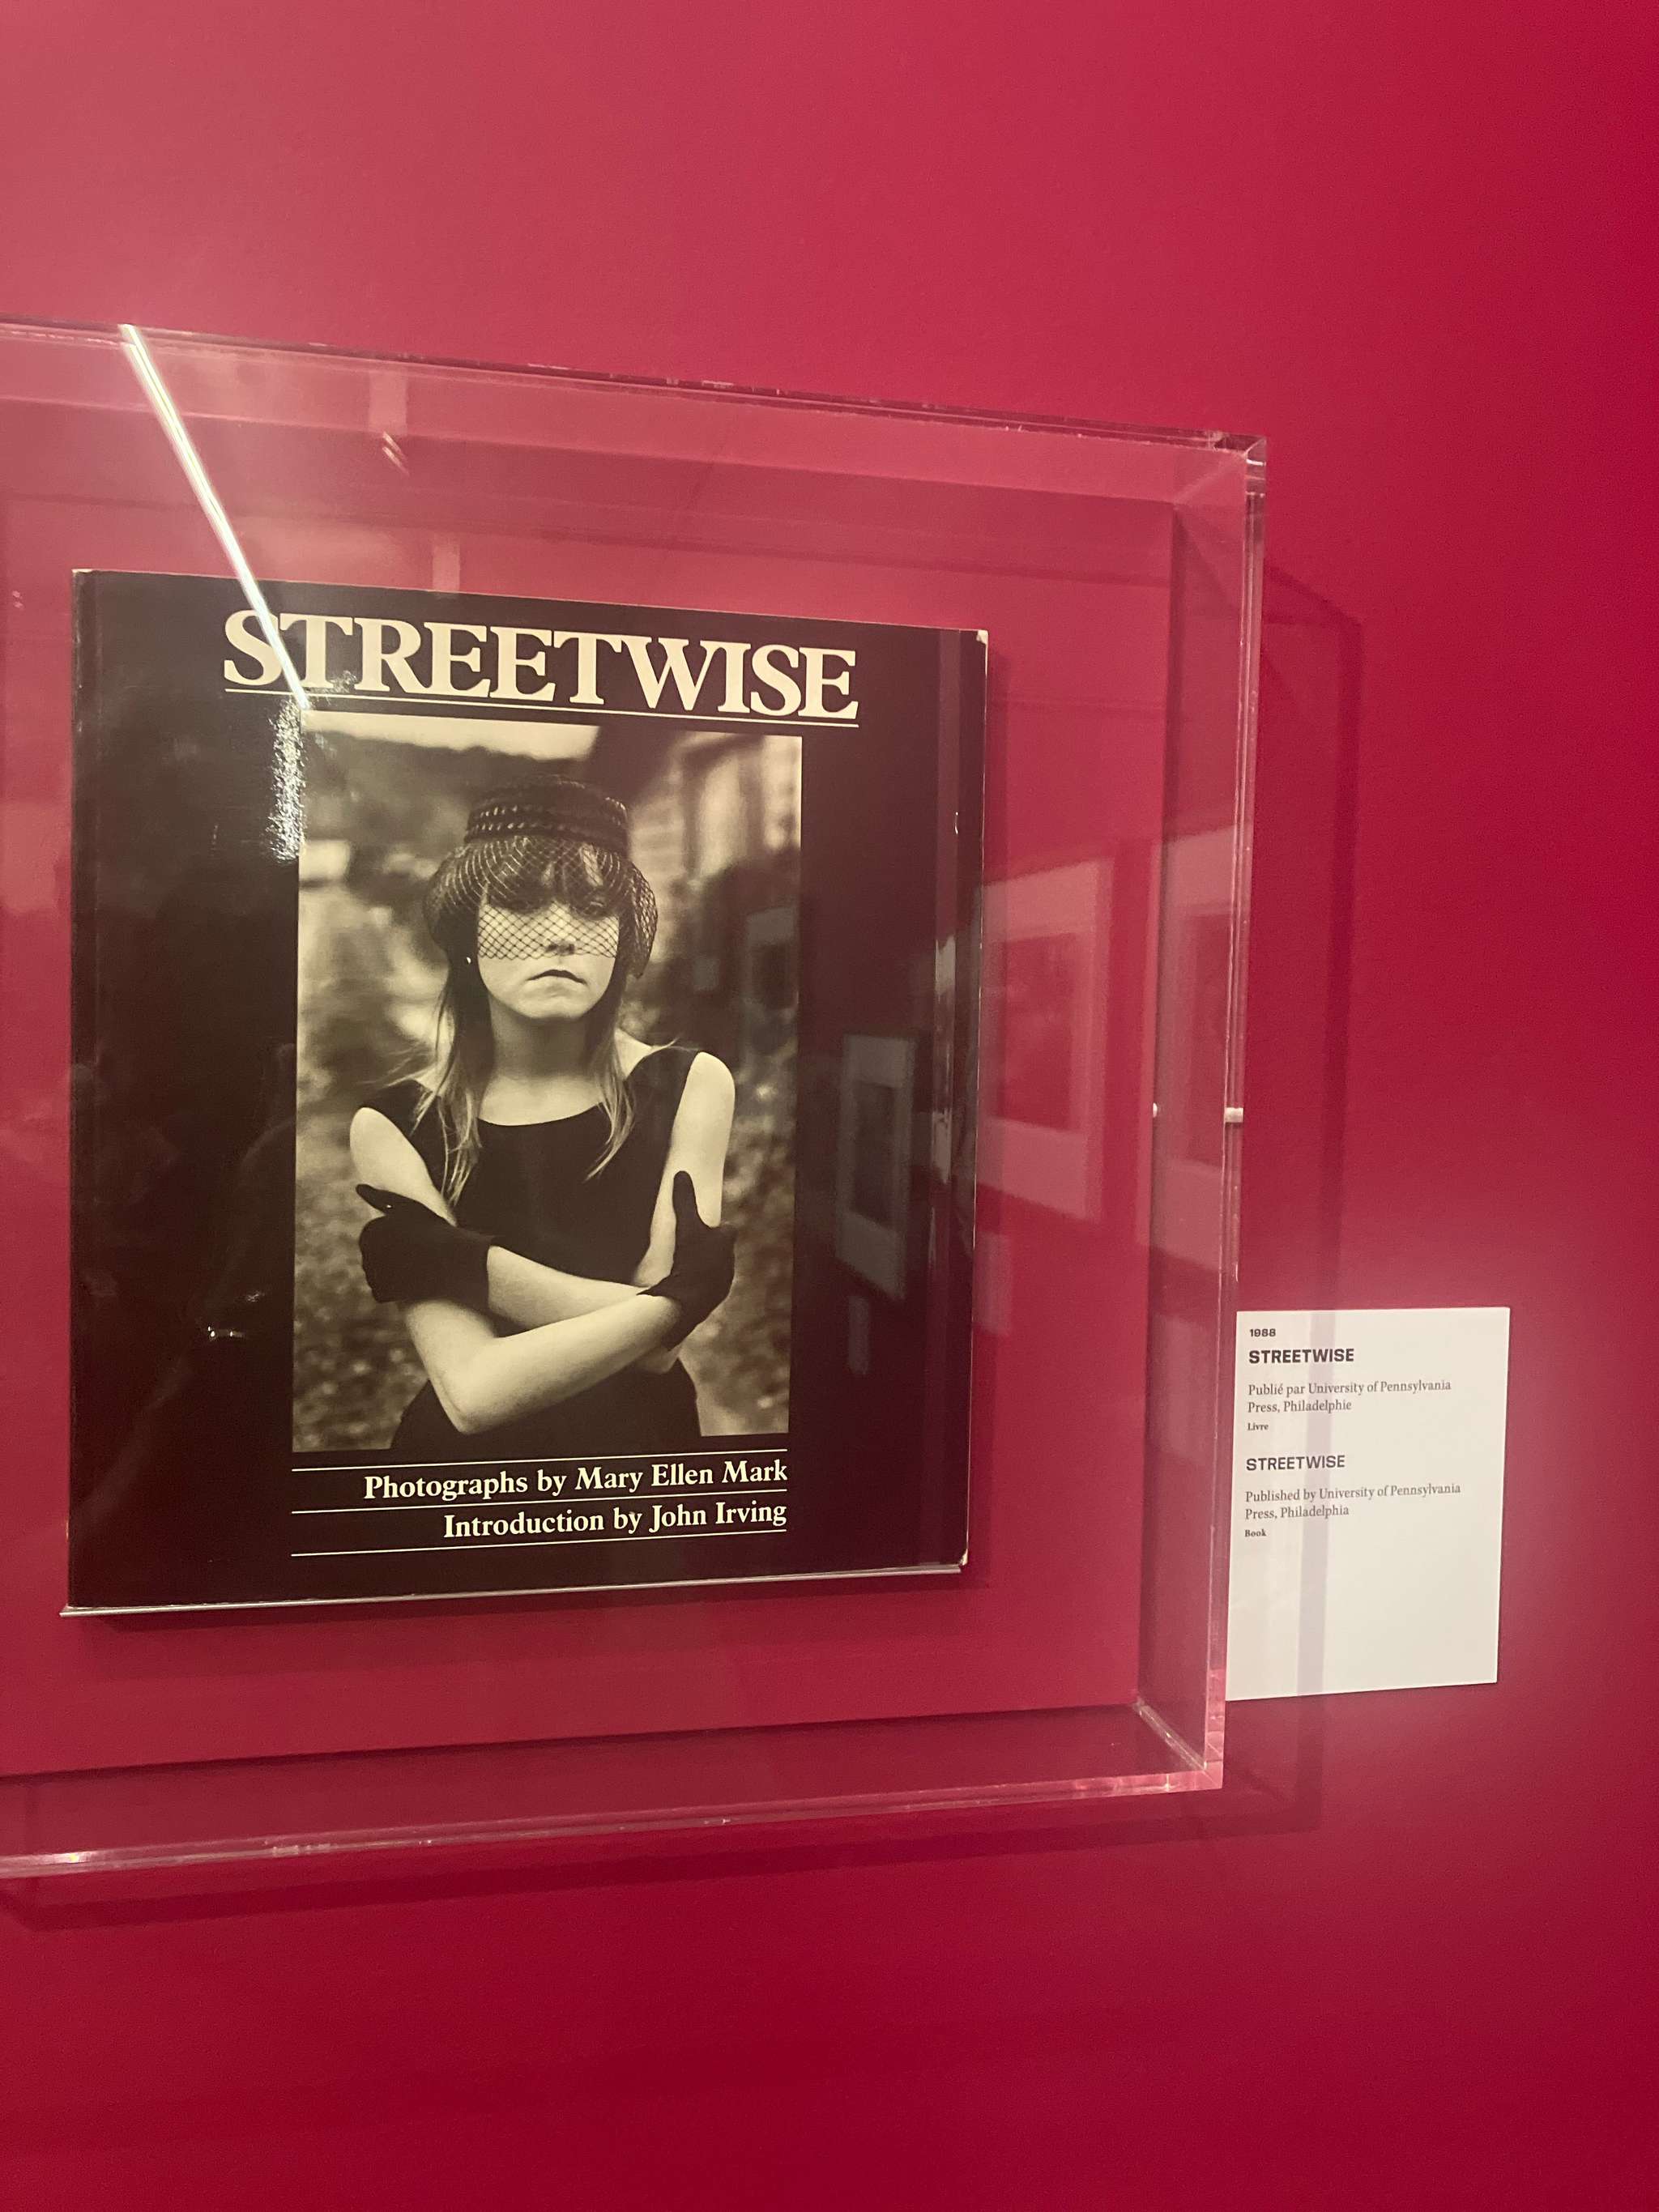 STREETWISE
Photographs by Mary Ellen Mark
Introduction by John Irving
1988
STREETWISE
Publié par University of Pennsylvania
Press, Philadelphie
Livre
STREETWISE
Published by University of Pennsylvania
Press, Philadelphia
Book